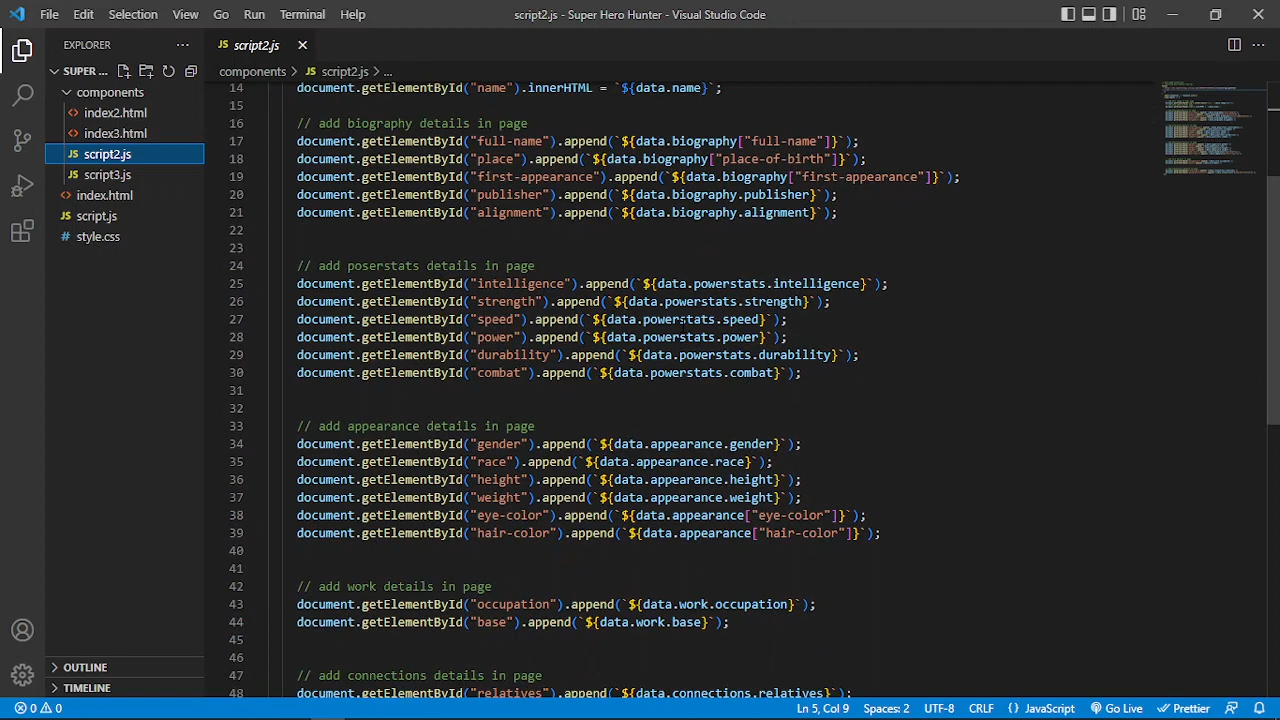 File Edit Selection View Go Run Terminal Help
script2.js - Super Hero Hunter - Visual Studio Code
EXPLORER
SUPER ...
components
index2.html
index3.html
script2.js
script3.js
index.html
script.js
style.css
OUTLINE
TIMELINE
JS script2.js
components > JS script2.js > ...
14 document.getElementById("name").innerHTML = `${data.name}`;
15
16 // add biography details in page
17 document.getElementById("full-name").append(`${data.biography["full-name"]}`);
18 document.getElementById("place").append(`${data.biography["place-of-birth"]}`);
19 document.getElementById("first-appearance").append(`${data.biography["first-appearance"]}`);
20 document.getElementById("publisher").append(`${data.biography.publisher}`);
21 document.getElementById("alignment").append(`${data.biography.alignment}`);
22
23
24 // add poserstats details in page
25 document.getElementById("intelligence").append(`${data.powerstats.intelligence}`);
26 document.getElementById("strength").append(`${data.powerstats.strength}`);
27 document.getElementById("speed").append(`${data.powerstats.speed}`);
28 document.getElementById("power").append(`${data.powerstats.power}`);
29 document.getElementById("durability").append(`${data.powerstats.durability}`);
30 document.getElementById("combat").append(`${data.powerstats.combat}`);
31
32
33 // add appearance details in page
34 document.getElementById("gender").append(`${data.appearance.gender}`);
35 document.getElementById("race").append(`${data.appearance.race}`);
36 document.getElementById("height").append(`${data.appearance.height}`);
37 document.getElementById("weight").append(`${data.appearance.weight}`);
38 document.getElementById("eye-color").append(`${data.appearance["eye-color"]}`);
39 document.getElementById("hair-color").append(`${data.appearance["hair-color"]}`);
40
41
42 // add work details in page
43 document.getElementById("occupation").append(`${data.work.occupation}`);
44 document.getElementById("base").append(`${data.work.base}`);
45
46
47 // add connections details in page
48 document.getElementById("relatives").append(`${data.connections.relatives}`);
0 0
Ln 5, Col 9 Spaces: 2 UTF-8 CRLF {} JavaScript Go Live Prettier